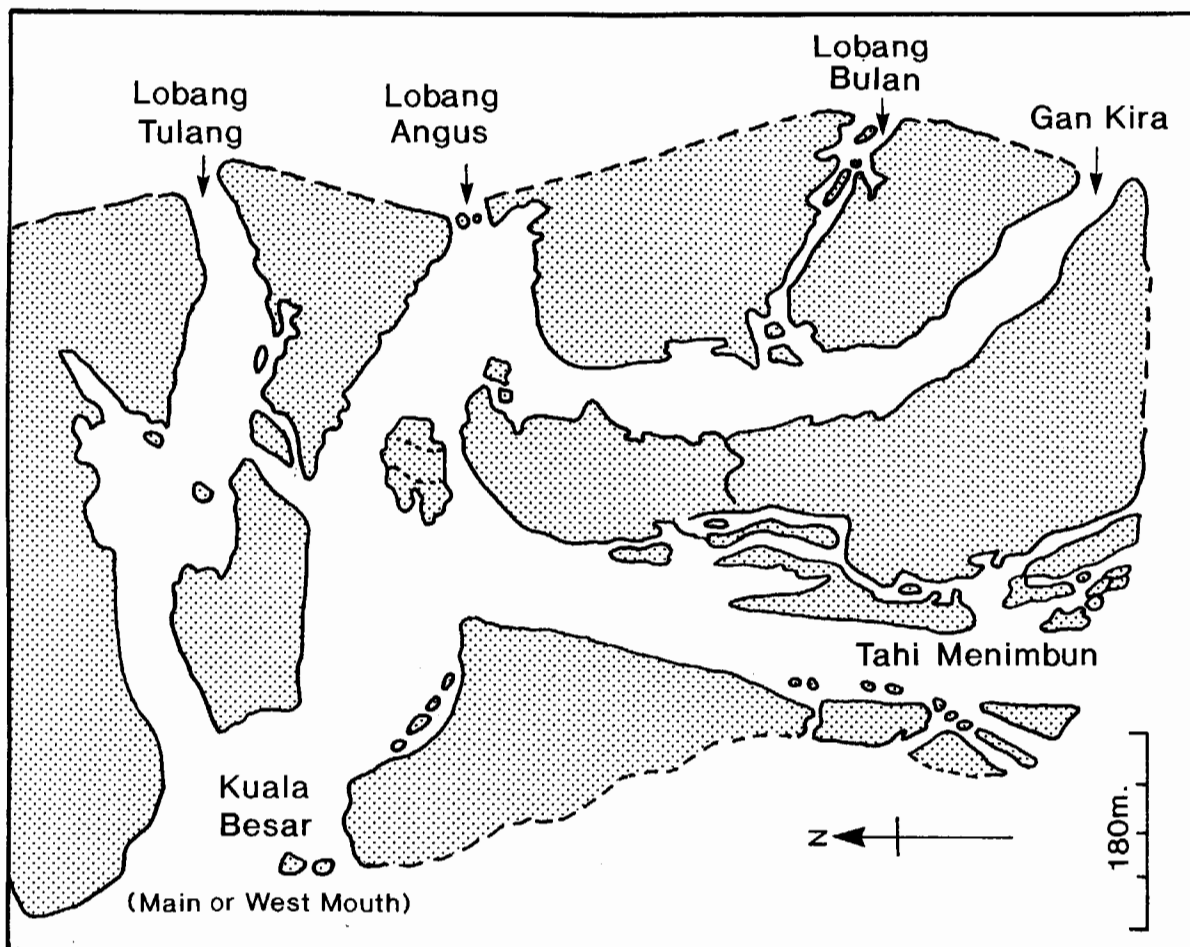 Lobang
Tulang
Lobang
Angus
Lobang
Bulan
Gan Kira
Tahi Menimbun
Kuala
Besar
(Main or West Mouth)
N
180m.